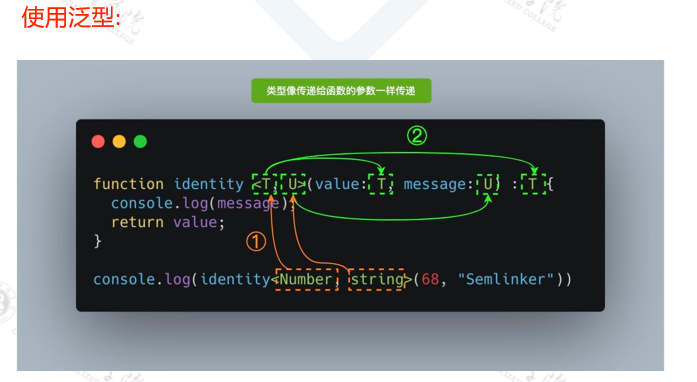 使用泛型:
类型像传递给函数的参数一样传递
②
function identity <T, U>(value: T, message: U) : T {
console.log(message);
return value;
}
①
console.log(identity<Number, string>(68, "Semlinker"))